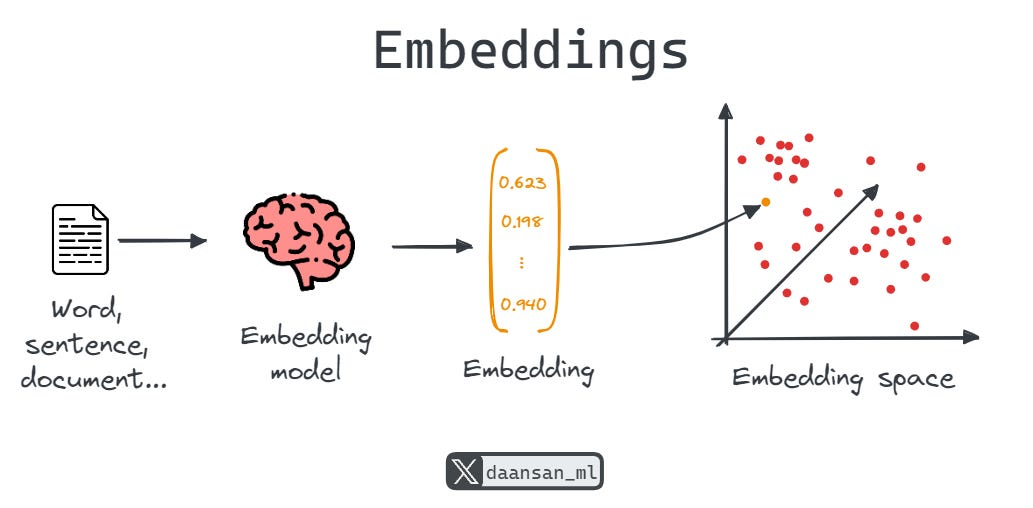 Embeddings
Word,
sentence,
document...
Embedding
model
0.623
0.198
⋮
0.940
Embedding
Embedding space
daansan_ml